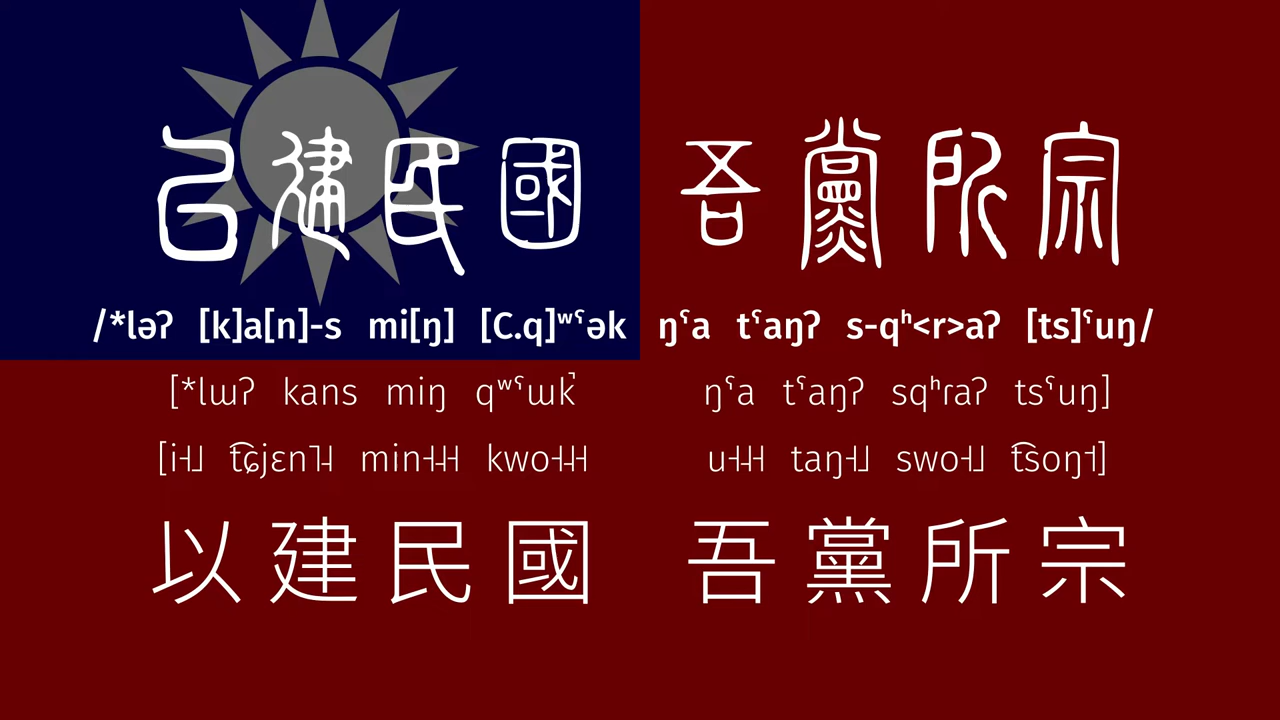 㠯建民國 吾黨所宗
/*ləʔ [k]a[n]-s mi[ŋ] [C.q]ʷˤək ŋˤa tˤaŋʔ s-qʰ<r>aʔ [ts]ˤuŋ/
[*lɯʔ kans miŋ qʷˤɯk̚ ŋˤa tˤaŋʔ sqʰraʔ tsˤuŋ]
[i˧˩ t͡ɕjɛn˥˧ min˧˨˧ kwo˧˨˧ u˧˨˧ taŋ˧˩ swo˧˩ t͡soŋ˦]
以建民國 吾黨所宗